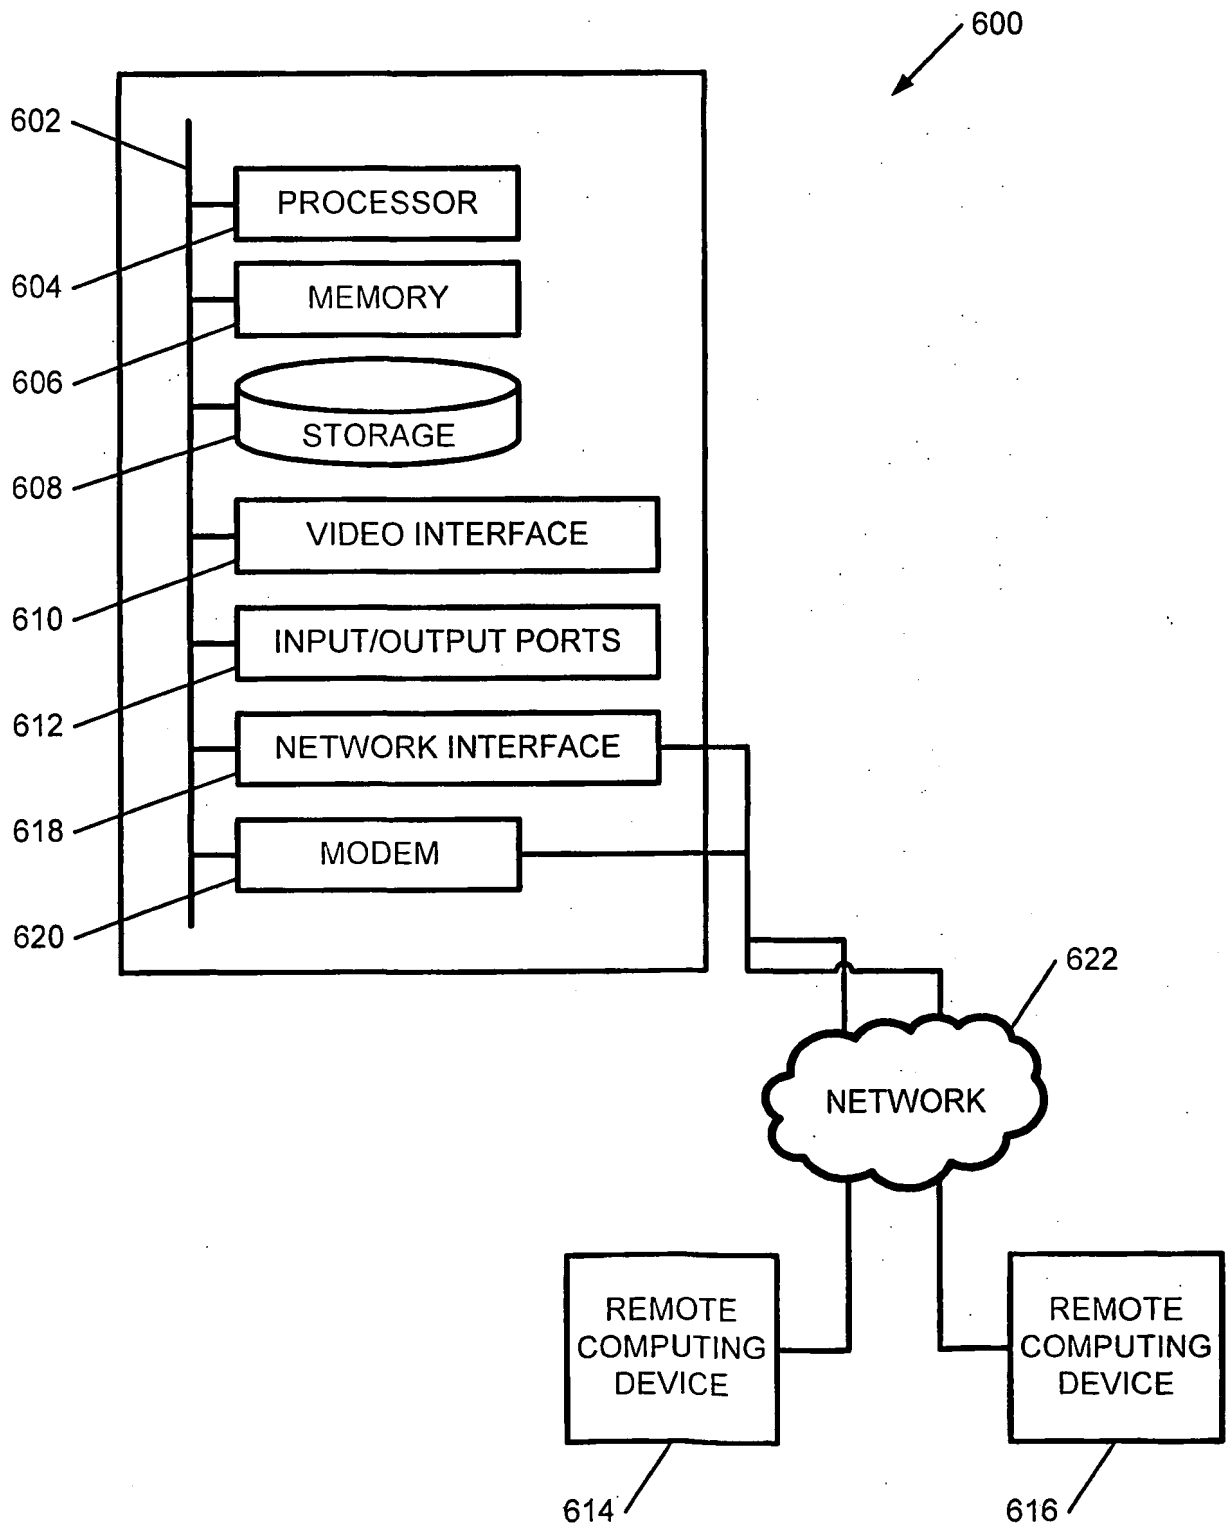 600
602
PROCESSOR
604
MEMORY
606
STORAGE
608
VIDEO INTERFACE
610
INPUT/OUTPUT PORTS
612
NETWORK INTERFACE
618
MODEM
620
622
NETWORK
REMOTE
COMPUTING
DEVICE
REMOTE
COMPUTING
DEVICE
614
616